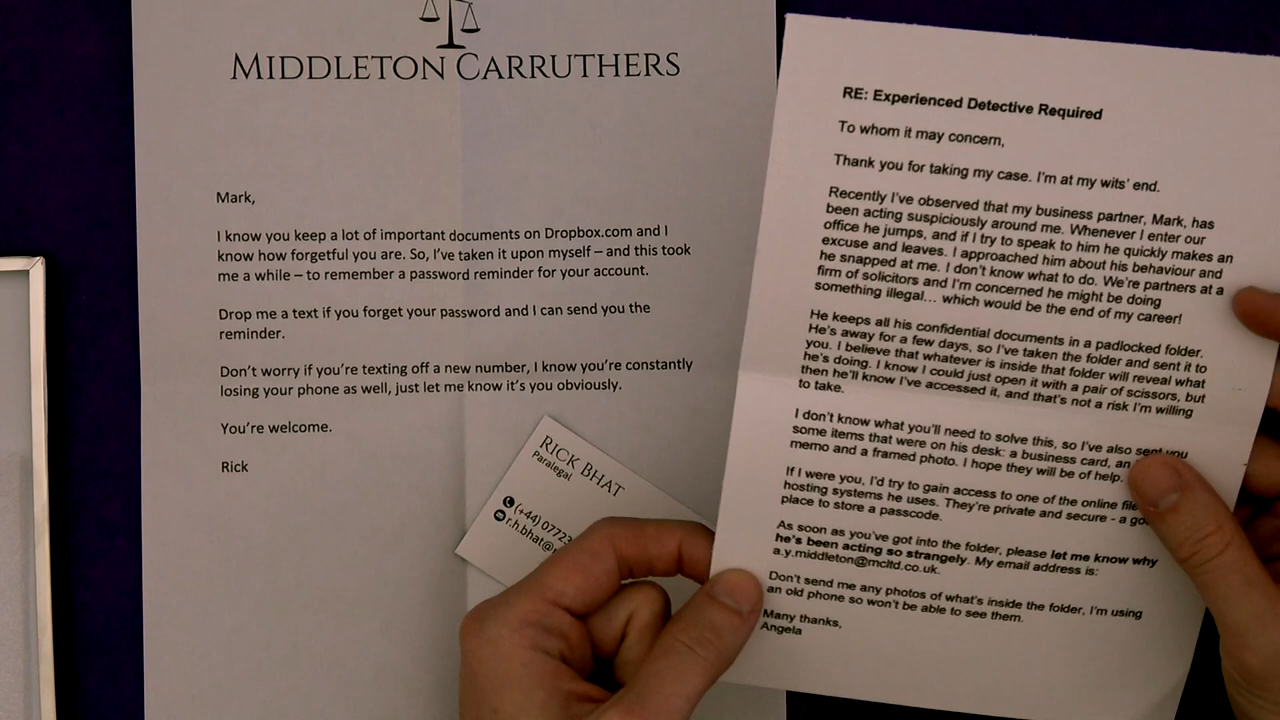 MIDDLETON CARRUTHERS
Mark,
I know you keep a lot of important documents on Dropbox.com and I
know how forgetful you are. So, I've taken it upon myself – and this took
me a while – to remember a password reminder for your account.
Drop me a text if you forget your password and I can send you the
reminder.
Don't worry if you're texting off a new number, I know you're constantly
losing your phone as well, just let me know it's you obviously.
You're welcome.
Rick
RICK BHAT
Paralegal
(+44) 07723
r.h.bhat@
RE: Experienced Detective Required
To whom it may concern,
Thank you for taking my case. I'm at my wits' end.
Recently I've observed that my business partner, Mark, has
been acting suspiciously around me. Whenever I enter our
office he jumps, and if I try to speak to him he quickly makes an
excuse and leaves. I approached him about his behaviour and
he snapped at me. I don't know what to do. We're partners at a
firm of solicitors and I'm concerned he might be doing
something illegal... which would be the end of my career!
He keeps all his confidential documents in a padlocked folder.
He's away for a few days, so I've taken the folder and sent it to
you. I believe that whatever is inside that folder will reveal what
he's doing. I know I could just open it with a pair of scissors, but
then he'll know I've accessed it, and that's not a risk I'm willing
to take.
I don't know what you'll need to solve this, so I've also sent you
some items that were on his desk: a business card, an
memo and a framed photo. I hope they will be of help.
If I were you, I'd try to gain access to one of the online file
hosting systems he uses. They're private and secure - a
place to store a passcode.
As soon as you've got into the folder, please let me know why
he's been acting so strangely. My email address is:
a.y.middleton@mcltd.co.uk.
Don't send me any photos of what's inside the folder, I'm using
an old phone so won't be able to see them.
Many thanks,
Angela